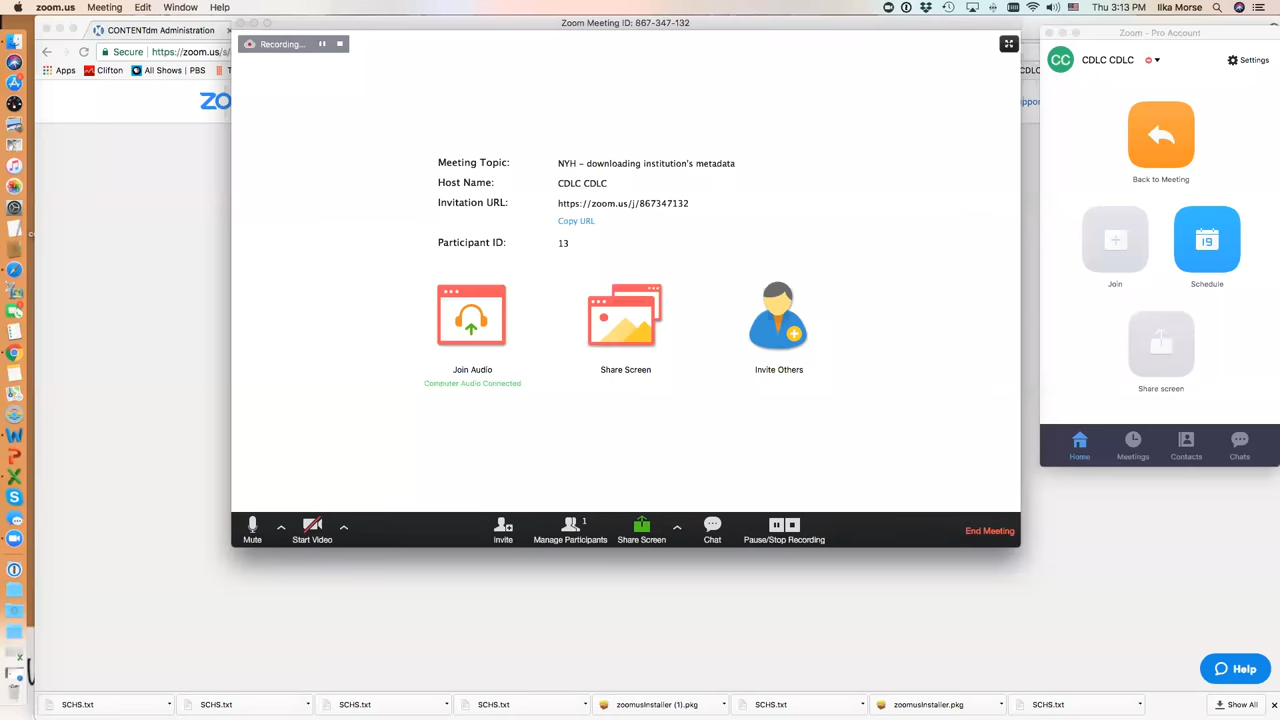 zoom.us Meeting Edit Window Help
Thu 3:13 PM Ilka Morse
CONTENTdm Administration
Zoom Meeting ID: 867-347-132
Zoom - Pro Account
Recording...
Secure https://zoom.us/s/
Apps Clifton All Shows | PBS
CDLC
CC CDLC CDLC
Settings
Meeting Topic: NYH – downloading institution's metadata
Host Name: CDLC CDLC
Invitation URL: https://zoom.us/j/867347132
Copy URL
Participant ID: 13
Back to Meeting
19
Join Schedule
Join Audio Share Screen Invite Others
Computer Audio Connected
Share screen
Home Meetings Contacts Chats
1
Mute Start Video Invite Manage Participants Share Screen Chat Pause/Stop Recording End Meeting
Help
SCHS.txt SCHS.txt SCHS.txt SCHS.txt zoomusInstaller (1).pkg SCHS.txt zoomusInstaller.pkg SCHS.txt Show All